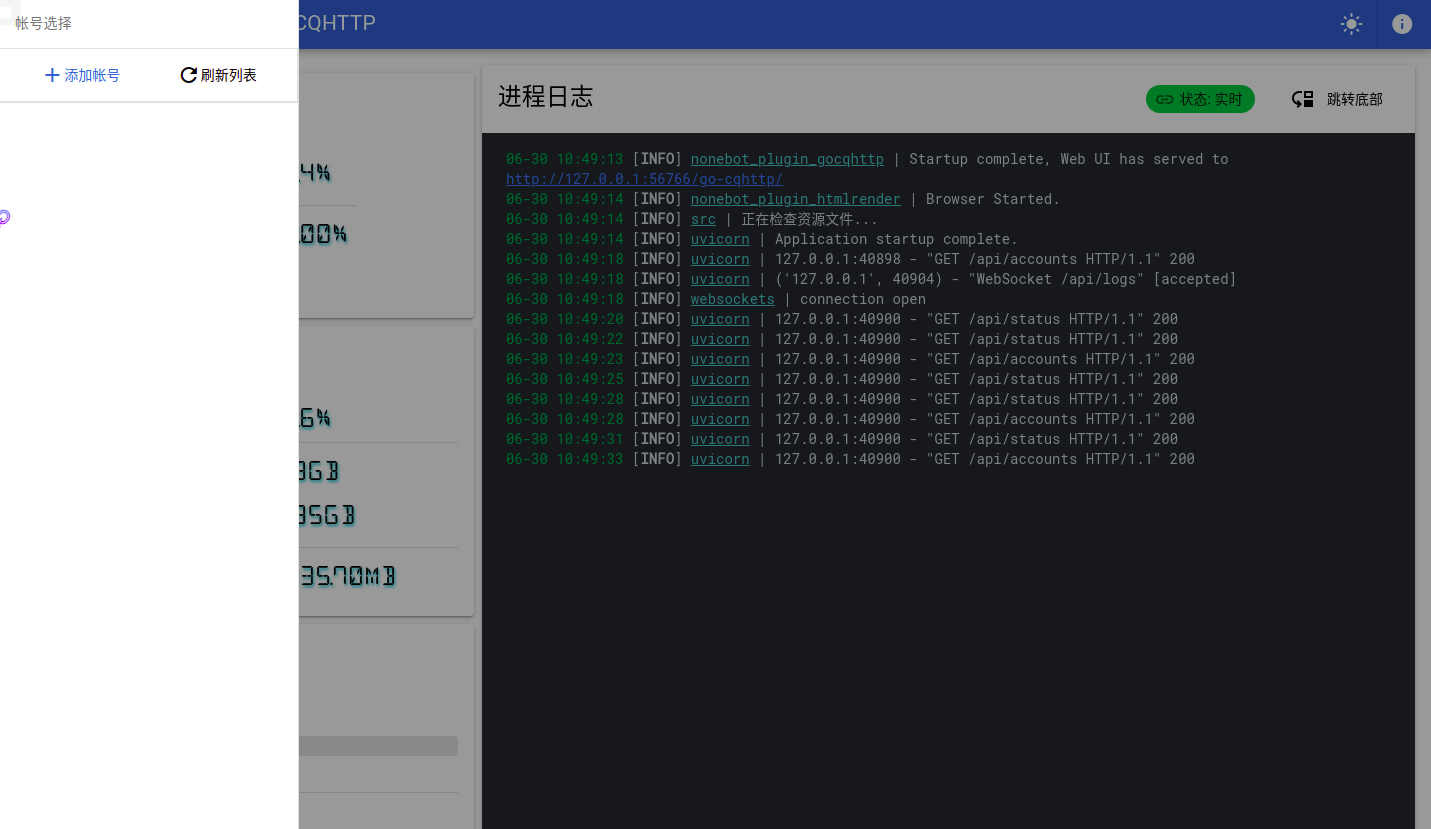 帐号选择
CQHTTP
添加帐号 刷新列表
.4%
.00%
.6%
3GB
35GB
35.70MB
进程日志
状态: 实时
跳转底部
06-30 10:49:13 [INFO] nonebot_plugin_gocqhttp | Startup complete, Web UI has served to
http://127.0.0.1:56766/go-cqhttp/
06-30 10:49:14 [INFO] nonebot_plugin_htmlrender | Browser Started.
06-30 10:49:14 [INFO] src | 正在检查资源文件...
06-30 10:49:14 [INFO] uvicorn | Application startup complete.
06-30 10:49:18 [INFO] uvicorn | 127.0.0.1:40898 - "GET /api/accounts HTTP/1.1" 200
06-30 10:49:18 [INFO] uvicorn | ('127.0.0.1', 40904) - "WebSocket /api/logs" [accepted]
06-30 10:49:18 [INFO] websockets | connection open
06-30 10:49:20 [INFO] uvicorn | 127.0.0.1:40900 - "GET /api/status HTTP/1.1" 200
06-30 10:49:22 [INFO] uvicorn | 127.0.0.1:40900 - "GET /api/status HTTP/1.1" 200
06-30 10:49:23 [INFO] uvicorn | 127.0.0.1:40900 - "GET /api/accounts HTTP/1.1" 200
06-30 10:49:25 [INFO] uvicorn | 127.0.0.1:40900 - "GET /api/status HTTP/1.1" 200
06-30 10:49:28 [INFO] uvicorn | 127.0.0.1:40900 - "GET /api/status HTTP/1.1" 200
06-30 10:49:28 [INFO] uvicorn | 127.0.0.1:40900 - "GET /api/accounts HTTP/1.1" 200
06-30 10:49:31 [INFO] uvicorn | 127.0.0.1:40900 - "GET /api/status HTTP/1.1" 200
06-30 10:49:33 [INFO] uvicorn | 127.0.0.1:40900 - "GET /api/accounts HTTP/1.1" 200